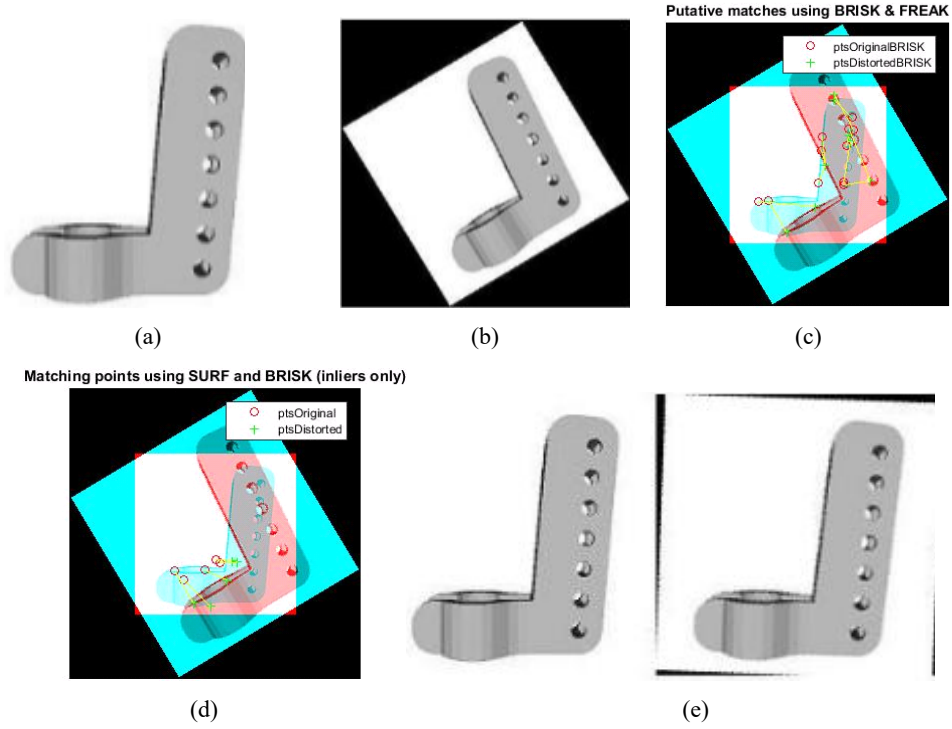 Putative matches using BRISK & FREAK
ptsOriginalBRISK
ptsDistortedBRISK
(a)
(b)
(c)
Matching points using SURF and BRISK (inliers only)
ptsOriginal
ptsDistorted
(d)
(e)